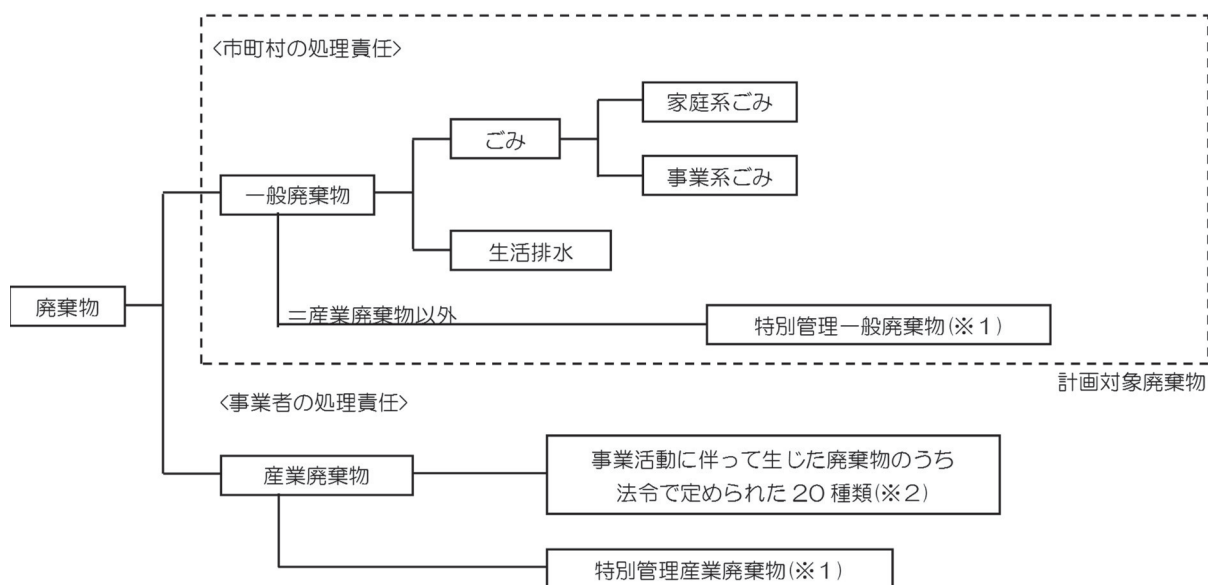 <市町村の処理責任>
家庭系ごみ
ごみ
事業系ごみ
一般廃棄物
生活排水
廃棄物
=産業廃棄物以外
特別管理一般廃棄物(※1)
計画対象廃棄物
<事業者の処理責任>
産業廃棄物
事業活動に伴って生じた廃棄物のうち
法令で定められた 20 種類(※2)
特別管理産業廃棄物(※1)